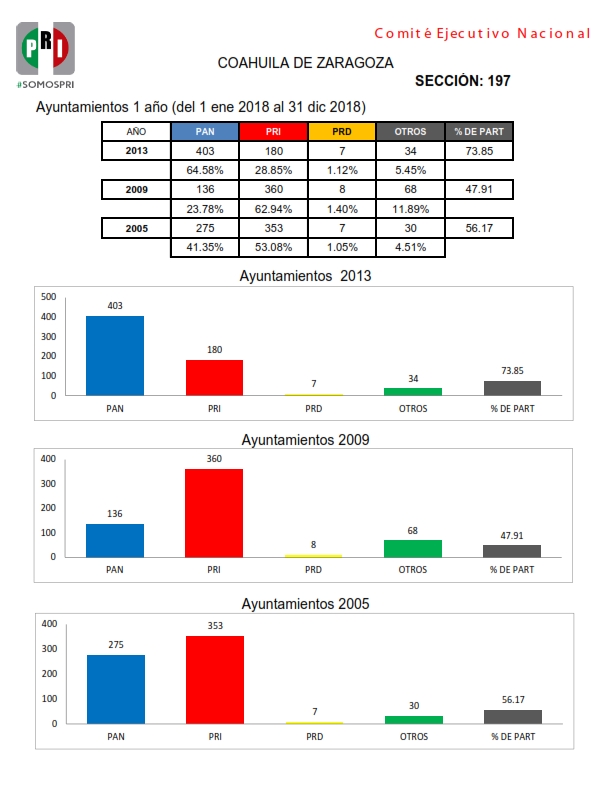 Comité Ejecutivo Nacional
PRI
#SOMOSPRI
COAHUILA DE ZARAGOZA
SECCIÓN: 197
Ayuntamientos 1 año (del 1 ene 2018 al 31 dic 2018)
AÑO PAN PRI PRD OTROS % DE PART
2013 403 180 7 34 73.85
64.58% 28.85% 1.12% 5.45%
2009 136 360 8 68 47.91
23.78% 62.94% 1.40% 11.89%
2005 275 353 7 30 56.17
41.35% 53.08% 1.05% 4.51%
Ayuntamientos 2013
500
400
300
200
100
0
403 180 7 34 73.85
PAN PRI PRD OTROS % DE PART
Ayuntamientos 2009
400
300
200
100
0
136 360 8 68 47.91
PAN PRI PRD OTROS % DE PART
Ayuntamientos 2005
400
300
200
100
0
275 353 7 30 56.17
PAN PRI PRD OTROS % DE PART